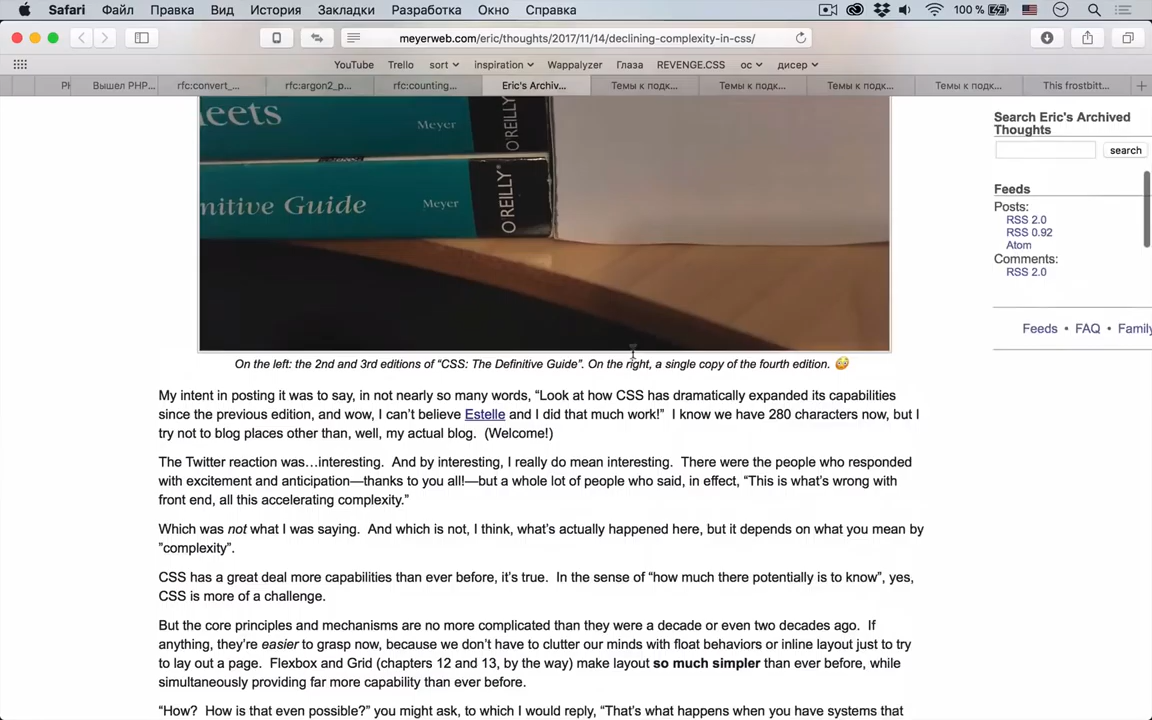 Safari Файл Правка Вид История Закладки Разработка Окно Справка 100 %
meyerweb.com/eric/thoughts/2017/11/14/declining-complexity-in-css/
YouTube Trello sort inspiration Wappalyzer Глаза REVENGE.CSS ос дисер
PH Вышел PHP... rfc:convert_... rfc:argon2_p... rfc:counting... Eric's Archiv... Темы к подк... Темы к подк... Темы к подк... Темы к подк... This frostbitt...
leets Meyer O'REILLY
nitive Guide Meyer O'REILLY
Search Eric's Archived
Thoughts
search
Feeds
Posts:
RSS 2.0
RSS 0.92
Atom
Comments:
RSS 2.0
Feeds • FAQ • Family
On the left: the 2nd and 3rd editions of “CSS: The Definitive Guide”. On the right, a single copy of the fourth edition. 😳
My intent in posting it was to say, in not nearly so many words, “Look at how CSS has dramatically expanded its capabilities
since the previous edition, and wow, I can’t believe Estelle and I did that much work!” I know we have 280 characters now, but I
try not to blog places other than, well, my actual blog. (Welcome!)
The Twitter reaction was…interesting. And by interesting, I really do mean interesting. There were the people who responded
with excitement and anticipation—thanks to you all!—but a whole lot of people who said, in effect, “This is what’s wrong with
front end, all this accelerating complexity.”
Which was not what I was saying. And which is not, I think, what’s actually happened here, but it depends on what you mean by
”complexity”.
CSS has a great deal more capabilities than ever before, it’s true. In the sense of “how much there potentially is to know”, yes,
CSS is more of a challenge.
But the core principles and mechanisms are no more complicated than they were a decade or even two decades ago. If
anything, they’re easier to grasp now, because we don’t have to clutter our minds with float behaviors or inline layout just to try
to lay out a page. Flexbox and Grid (chapters 12 and 13, by the way) make layout so much simpler than ever before, while
simultaneously providing far more capability than ever before.
“How? How is that even possible?” you might ask, to which I would reply, “That’s what happens when you have systems that